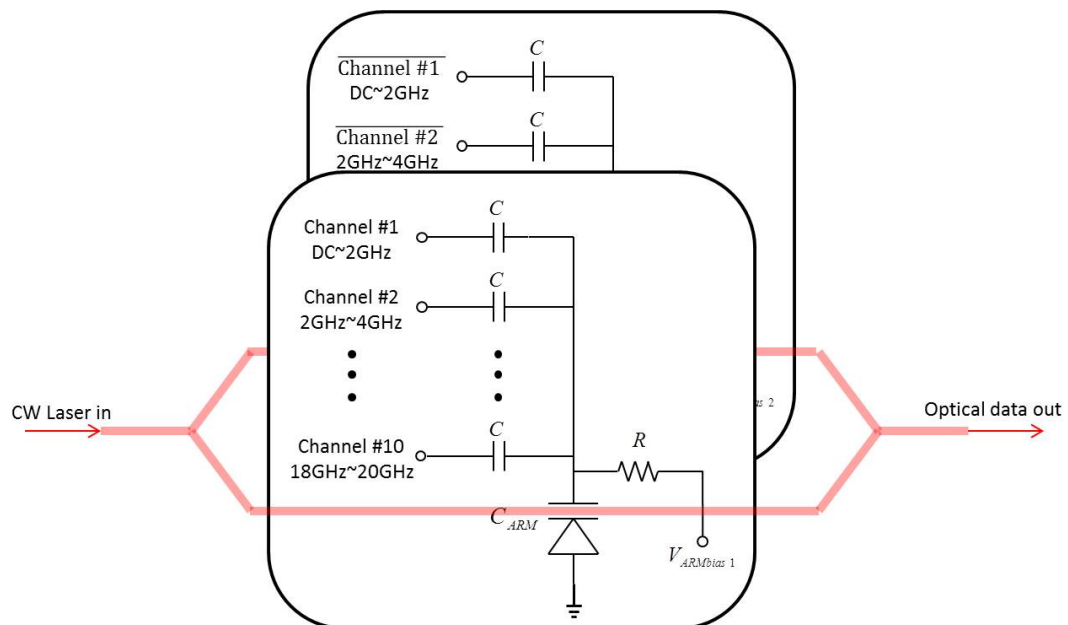 C
Channel #1
DC~2GHz
C
Channel #2
2GHz~4GHz
C
Channel #1
DC~2GHz
C
Channel #2
2GHz~4GHz
CW Laser in
Optical data out
Channel #10
18GHz~20GHz
C
R
C ARM
V ARMbias 1
2